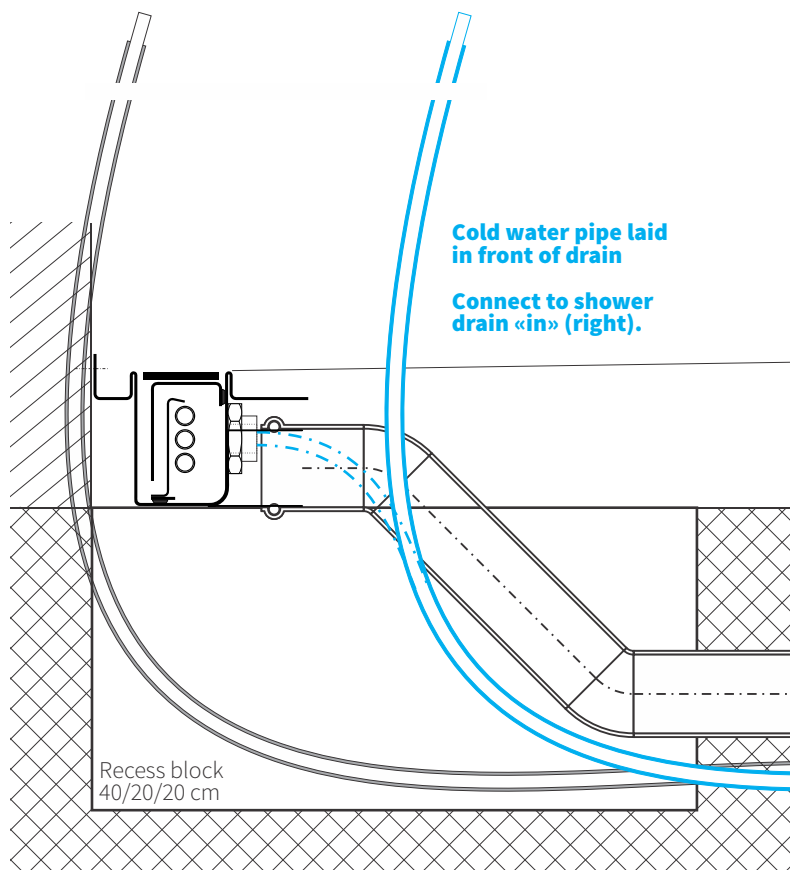 Cold water pipe laid
in front of drain
Connect to shower
drain «in» (right).
Recess block
40/20/20 cm